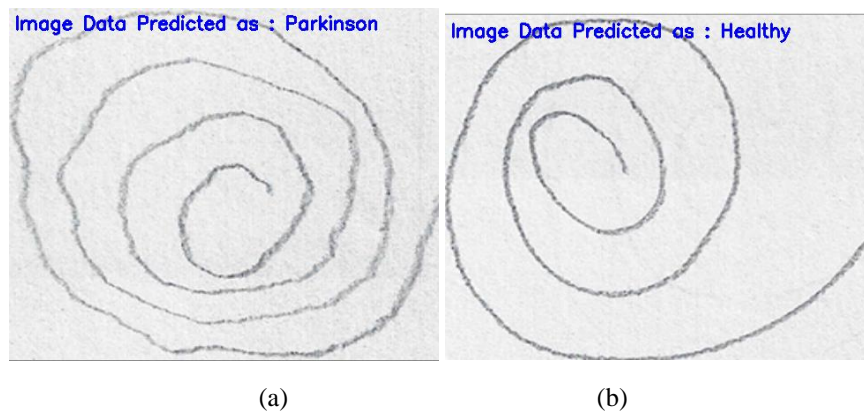 Image Data Predicted as : Parkinson
Image Data Predicted as : Healthy
(a)
(b)